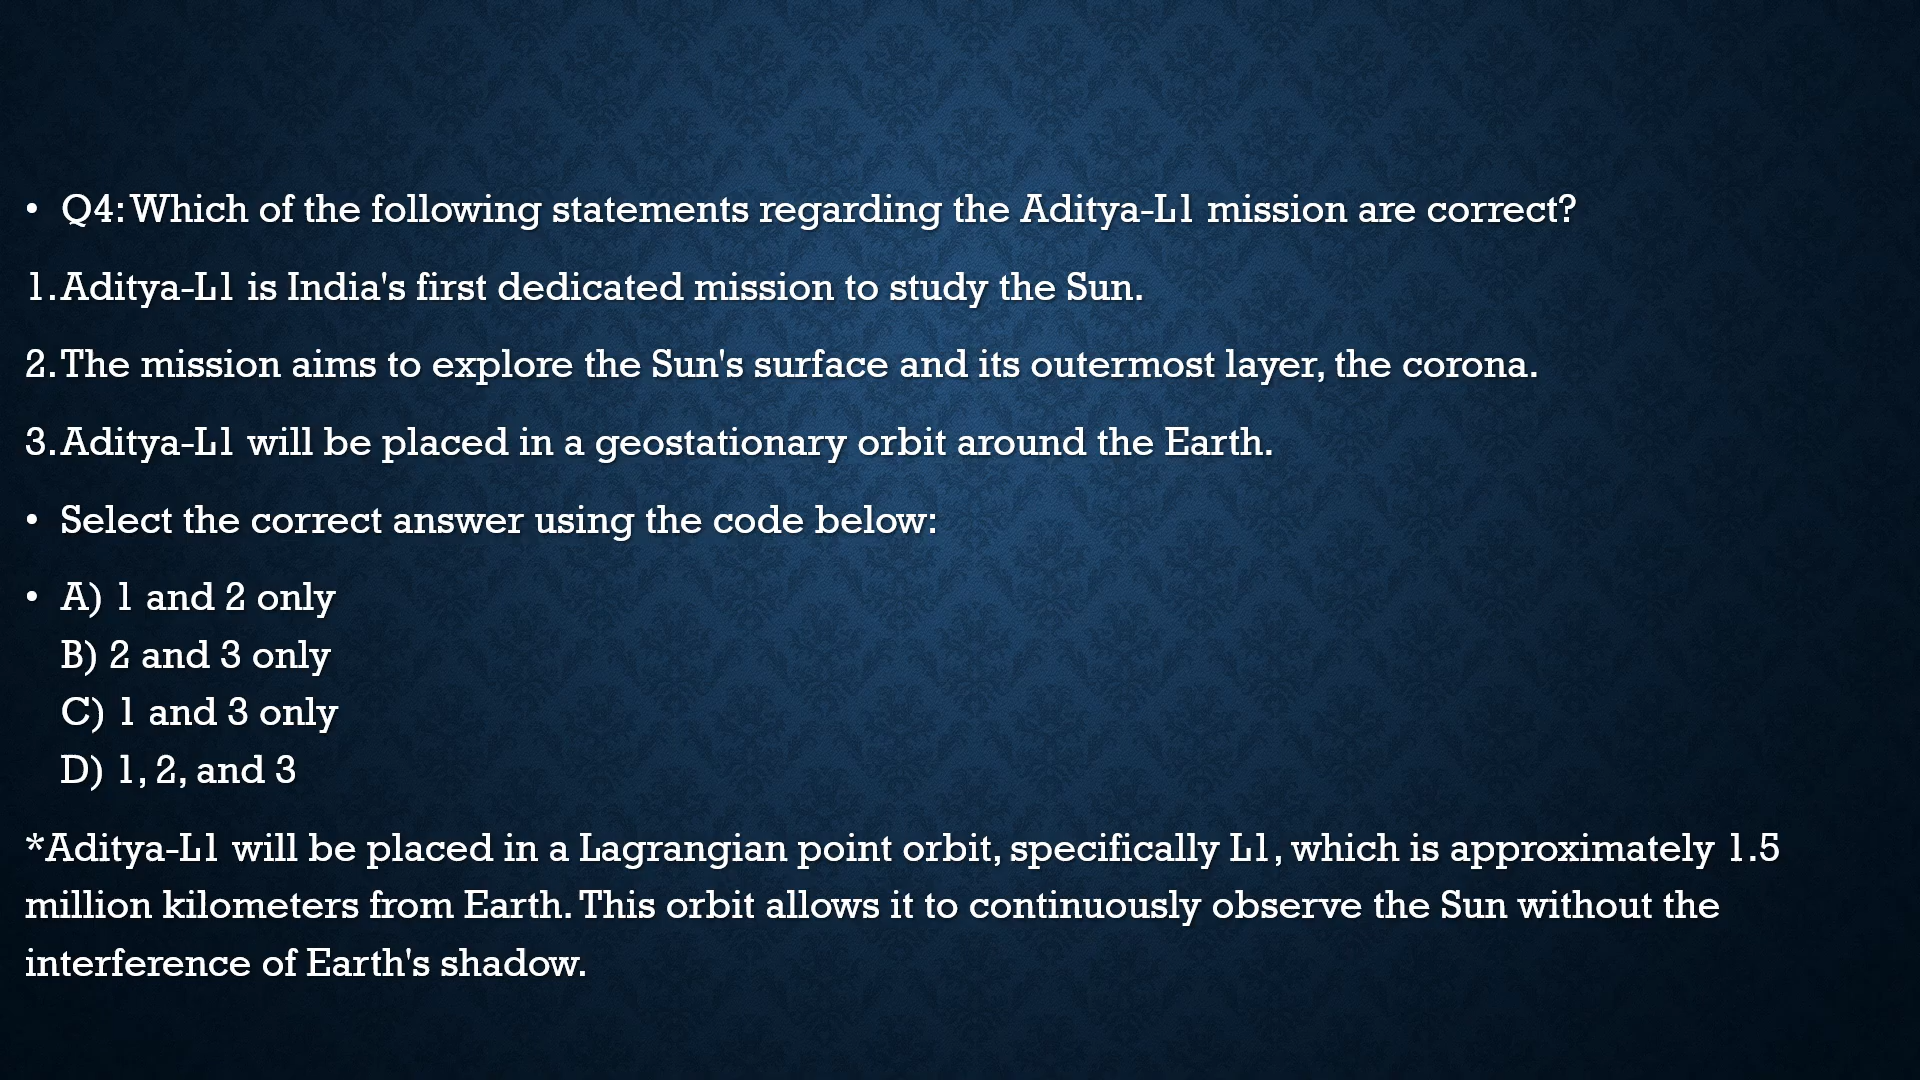 • Q4: Which of the following statements regarding the Aditya-L1 mission are correct?
1. Aditya-L1 is India's first dedicated mission to study the Sun.
2. The mission aims to explore the Sun's surface and its outermost layer, the corona.
3. Aditya-L1 will be placed in a geostationary orbit around the Earth.
• Select the correct answer using the code below:
• A) 1 and 2 only
B) 2 and 3 only
C) 1 and 3 only
D) 1, 2, and 3
*Aditya-L1 will be placed in a Lagrangian point orbit, specifically L1, which is approximately 1.5
million kilometers from Earth. This orbit allows it to continuously observe the Sun without the
interference of Earth's shadow.